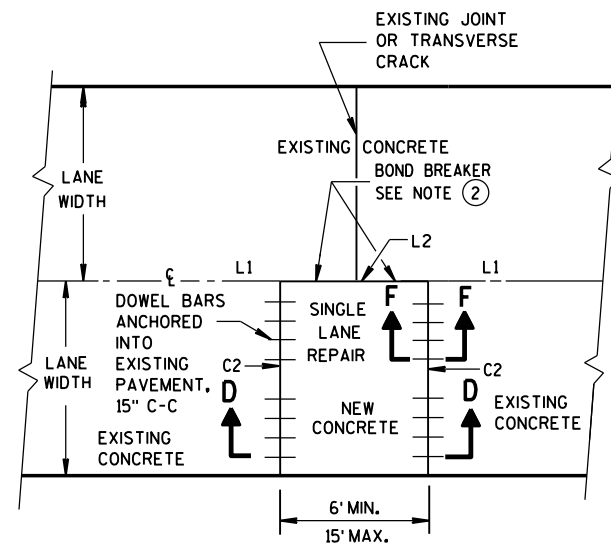 EXISTING JOINT
OR TRANSVERSE
CRACK
EXISTING CONCRETE
BOND BREAKER
SEE NOTE 2
LANE
WIDTH
L2
L1
℄
L1
DOWEL BARS
ANCHORED
INTO
EXISTING
PAVEMENT,
15" C-C
SINGLE
LANE
REPAIR
F
F
LANE
WIDTH
C2
C2
D
D
NEW
CONCRETE
EXISTING
CONCRETE
EXISTING
CONCRETE
6' MIN.
15' MAX.